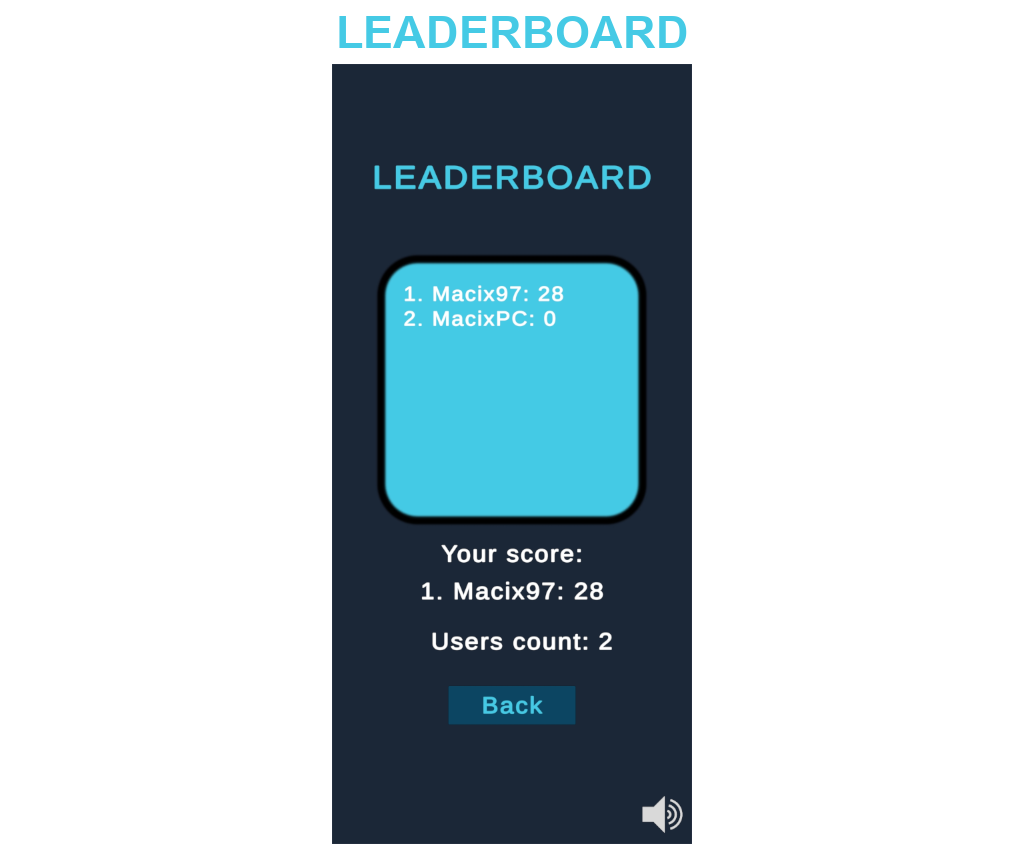 LEADERBOARD
LEADERBOARD
1. Macix97: 28
2. MacixPC: 0
Your score:
1. Macix97: 28
Users count: 2
Back